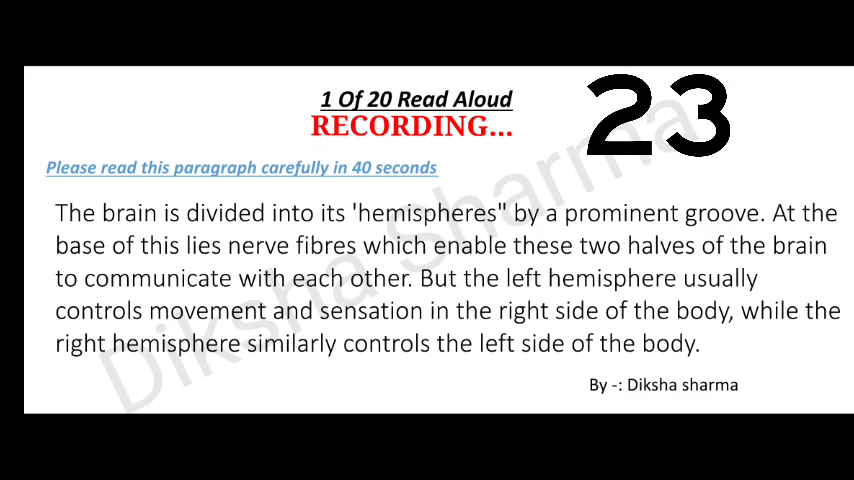 1 Of 20 Read Aloud
23
RECORDING...
Please read this paragraph carefully in 40 seconds
The brain is divided into its 'hemispheres" by a prominent groove. At the
base of this lies nerve fibres which enable these two halves of the brain
to communicate with each other. But the left hemisphere usually
controls movement and sensation in the right side of the body, while the
right hemisphere similarly controls the left side of the body.
By -: Diksha sharma
Diksha Sharma